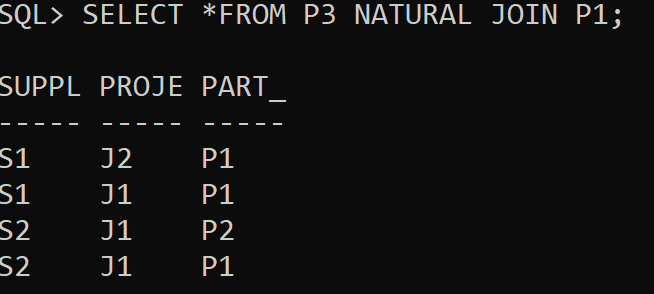 SQL> SELECT *FROM P3 NATURAL JOIN P1;
SUPPL PROJE PART_
----- ----- -----
S1    J2    P1
S1    J1    P1
S2    J1    P2
S2    J1    P1